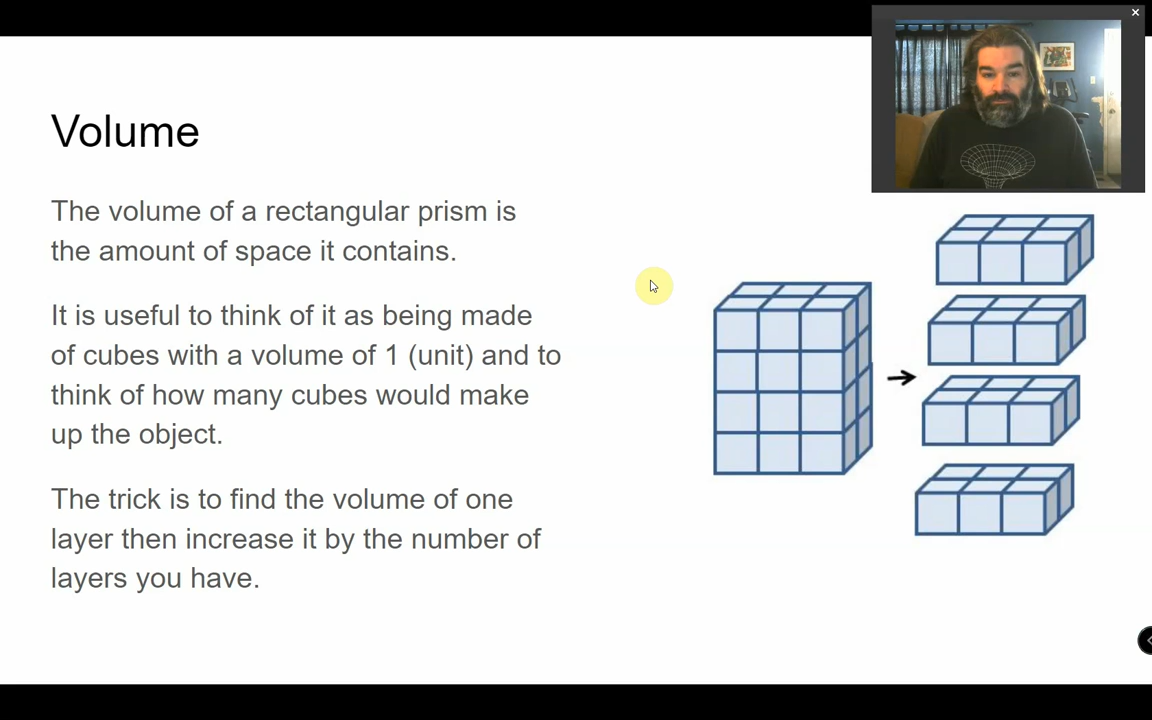 Volume
The volume of a rectangular prism is
the amount of space it contains.
It is useful to think of it as being made
of cubes with a volume of 1 (unit) and to
think of how many cubes would make
up the object.
The trick is to find the volume of one
layer then increase it by the number of
layers you have.